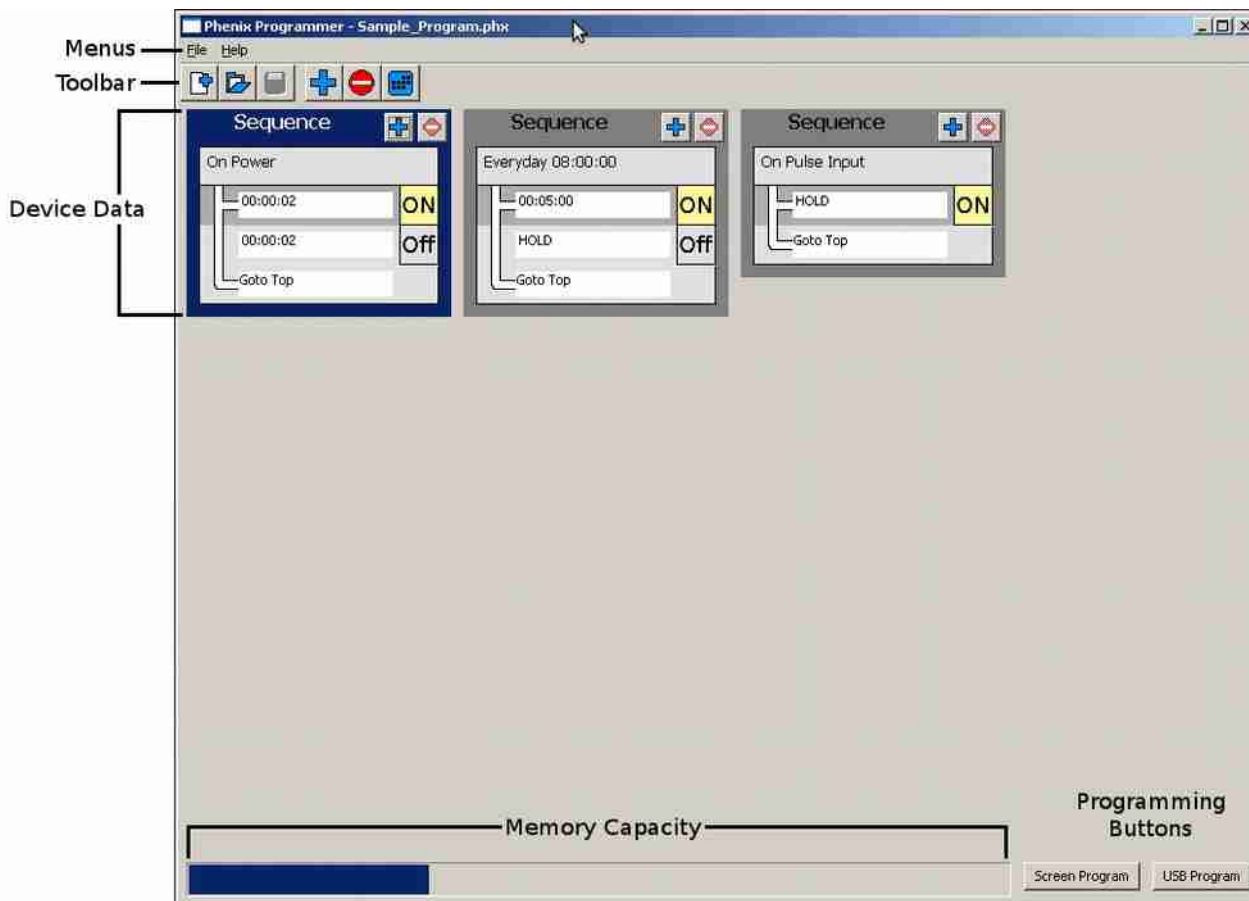 Phenix Programmer - Sample_Program.phx
Menus
File Help
Toolbar
Device Data
Sequence
On Power
00:00:02
ON
00:00:02
Off
Goto Top
Sequence
Everyday 08:00:00
00:05:00
ON
HOLD
Off
Goto Top
Sequence
On Pulse Input
HOLD
ON
Goto Top
Memory Capacity
Programming
Buttons
Screen Program
USB Program